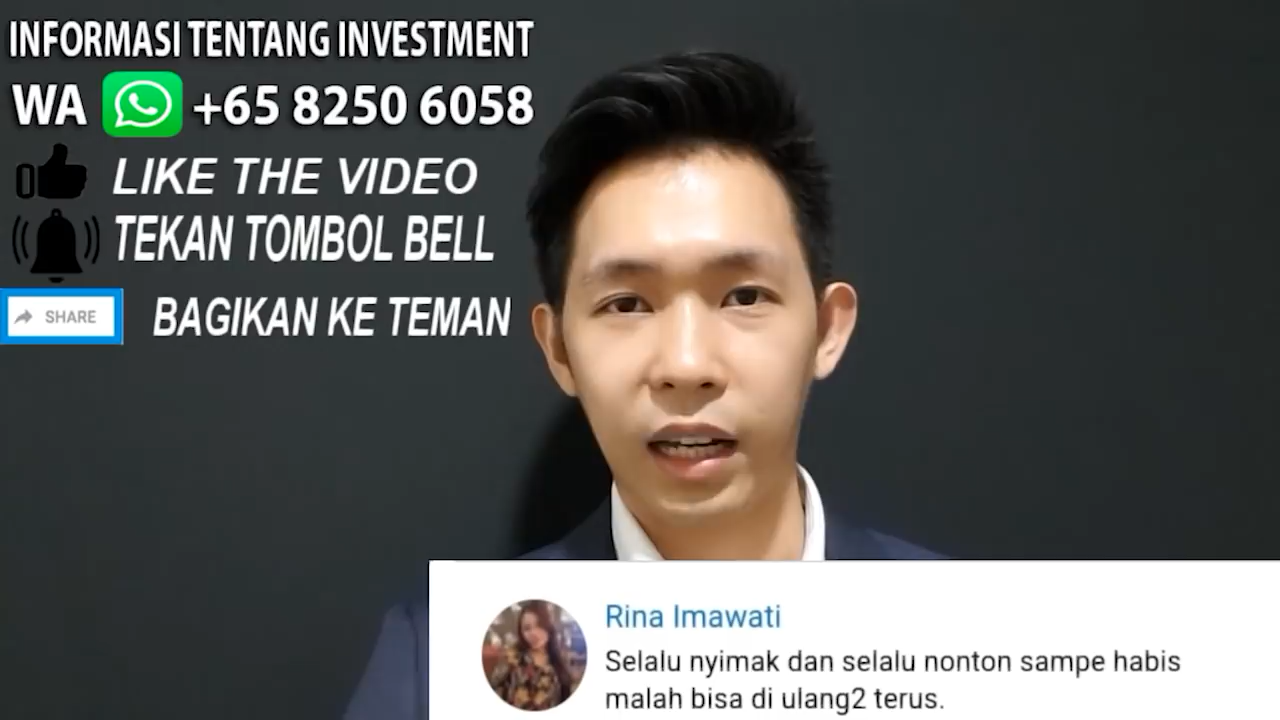 INFORMASI TENTANG INVESTMENT
WA +65 8250 6058
LIKE THE VIDEO
TEKAN TOMBOL BELL
SHARE BAGIKAN KE TEMAN
Rina Imawati
Selalu nyimak dan selalu nonton sampe habis
malah bisa di ulang2 terus.